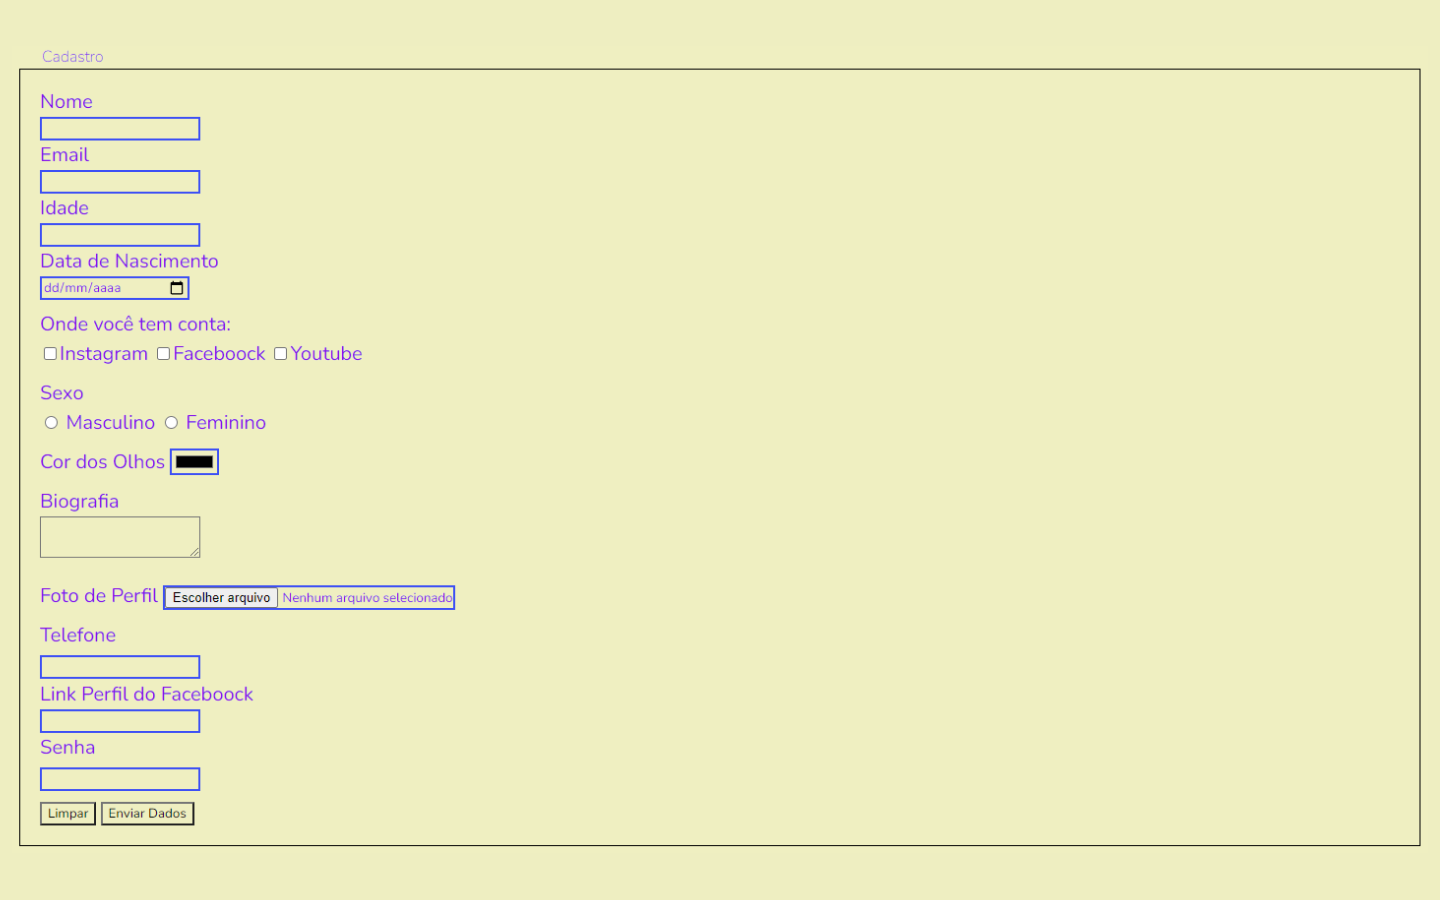 Cadastro
Nome
Email
Idade
Data de Nascimento
dd/mm/aaaa
Onde você tem conta:
Instagram Faceboock Youtube
Sexo
Masculino Feminino
Cor dos Olhos
Biografia
Foto de Perfil Escolher arquivo Nenhum arquivo selecionado
Telefone
Link Perfil do Faceboock
Senha
Limpar Enviar Dados